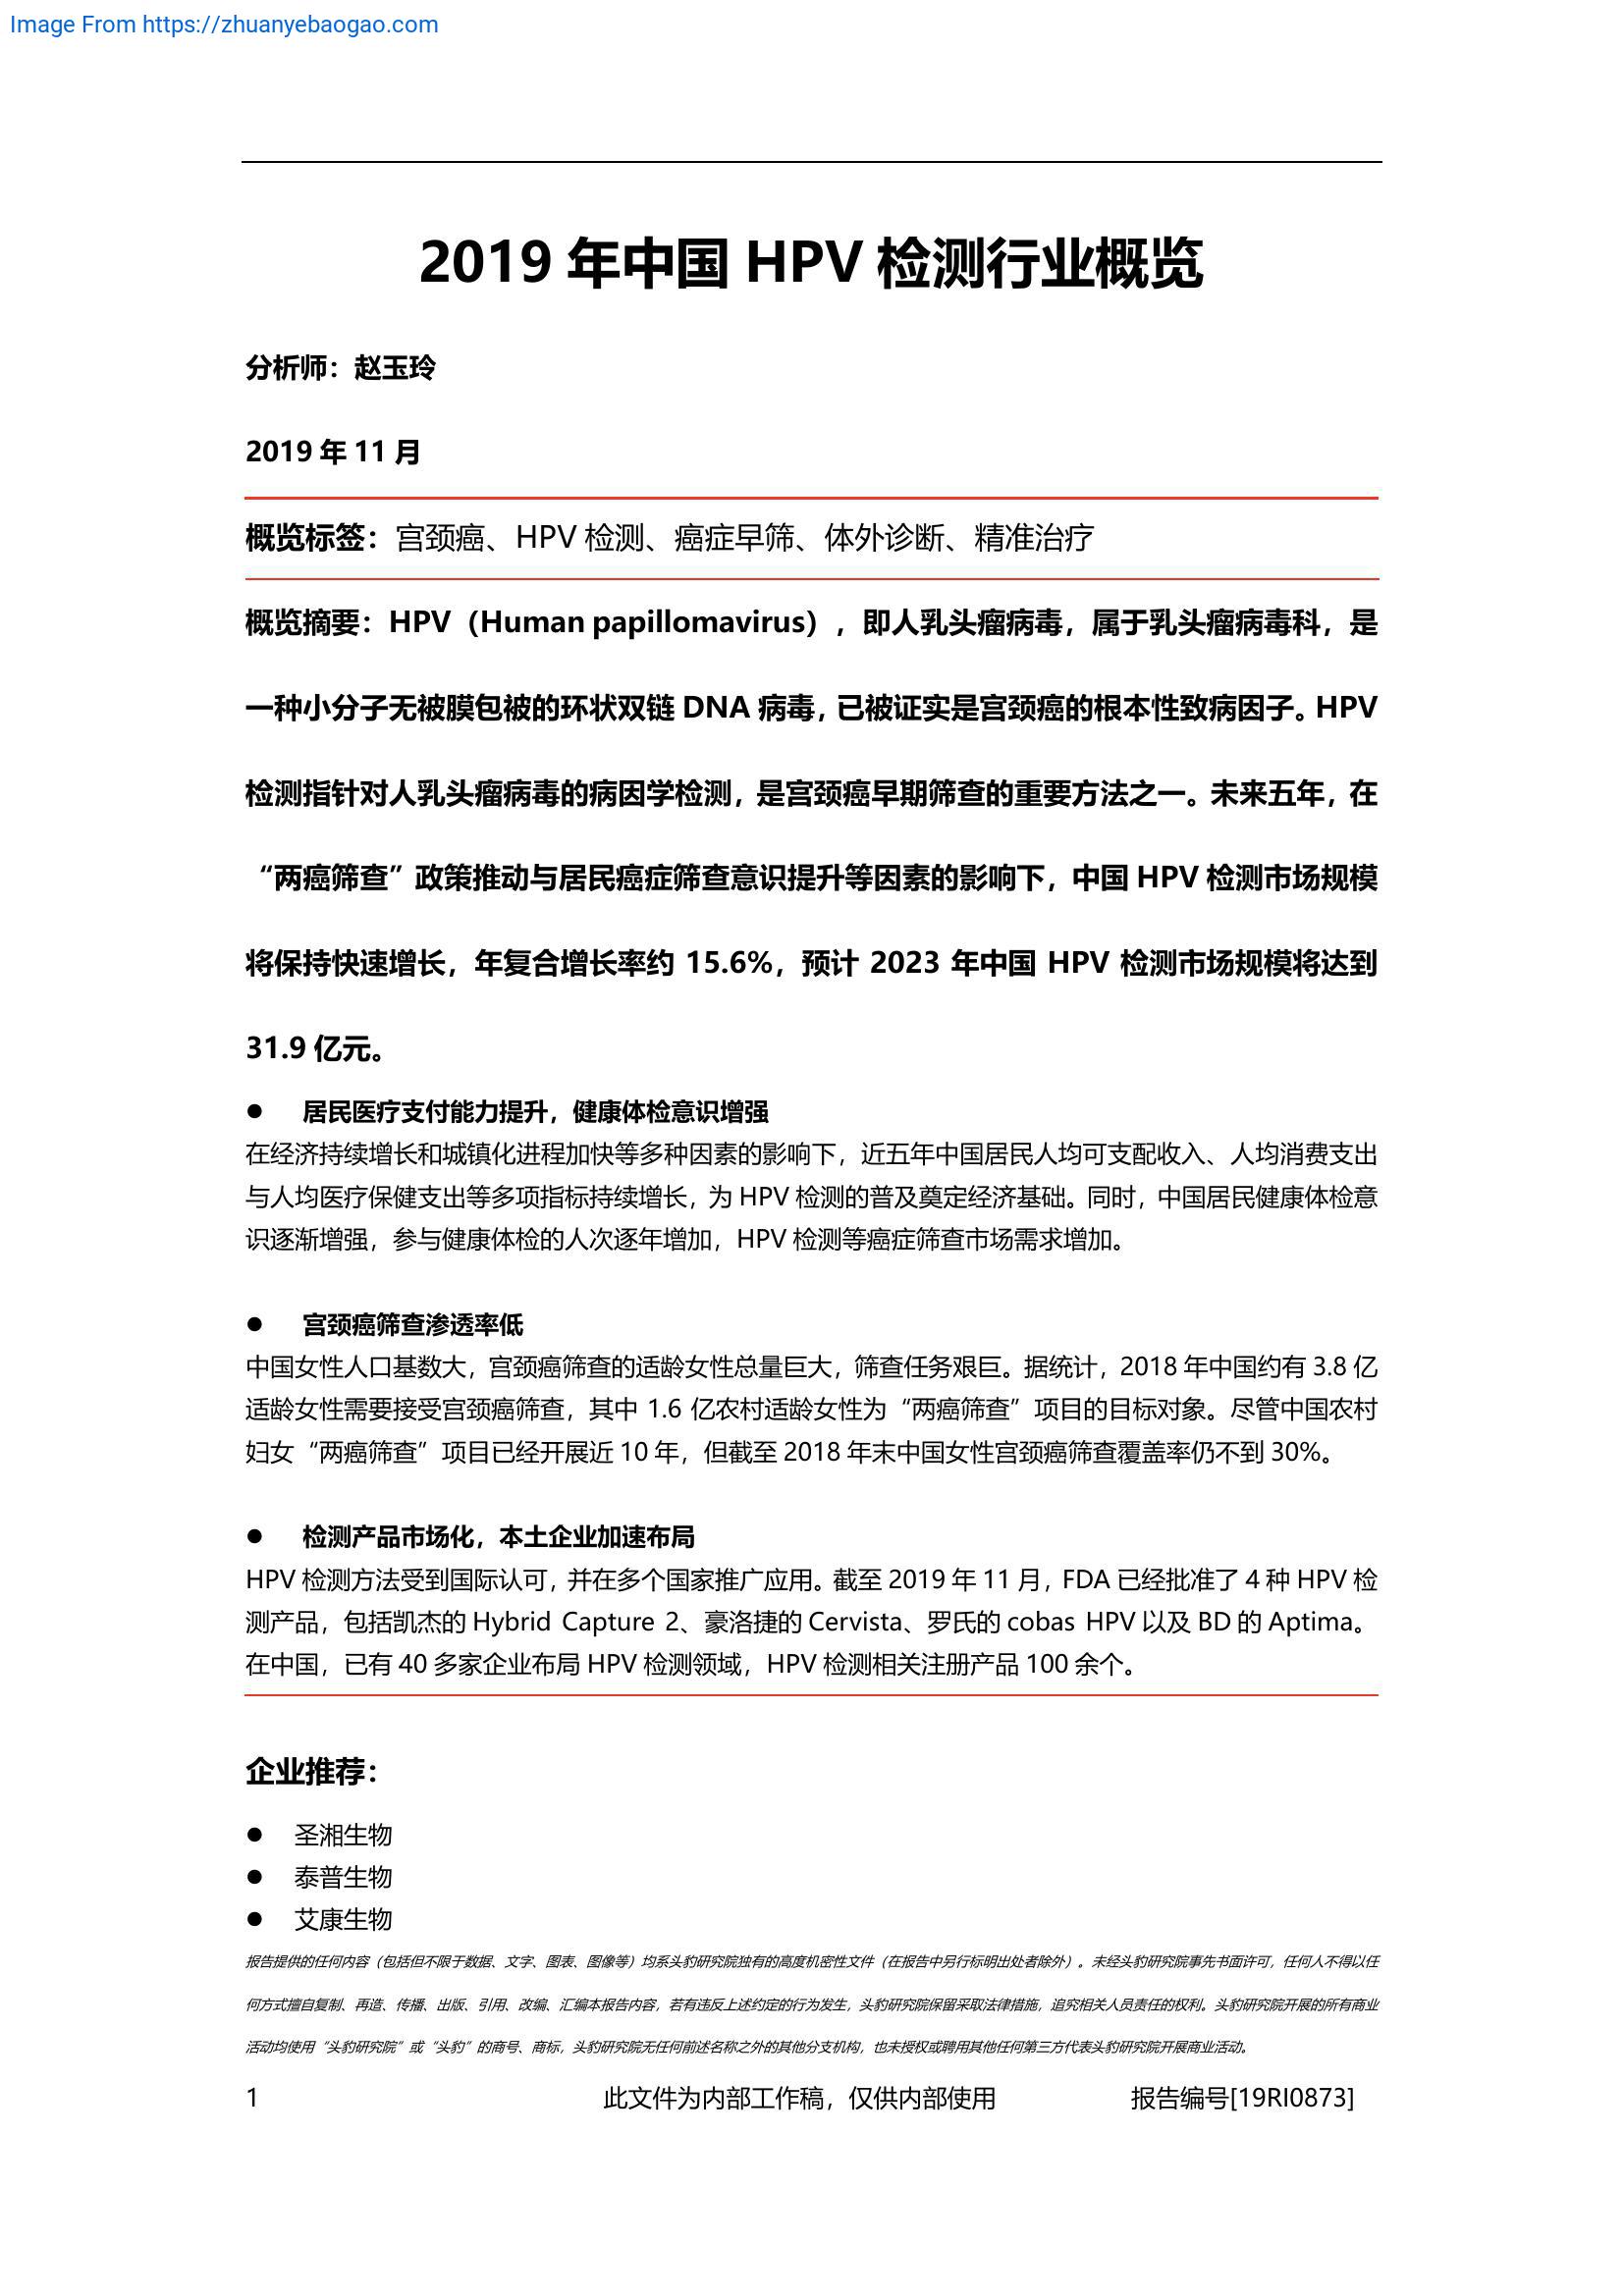 Image From https://zhuanyebaogao.com
2019 年中国 HPV 检测行业概览
分析师：赵玉玲
2019 年 11 月
概览标签：宫颈癌、HPV 检测、癌症早筛、体外诊断、精准治疗
概览摘要：HPV（Human papillomavirus），即人乳头瘤病毒，属于乳头瘤病毒科，是
一种小分子无被膜包被的环状双链 DNA 病毒，已被证实是宫颈癌的根本性致病因子。HPV
检测指针对人乳头瘤病毒的病因学检测，是宫颈癌早期筛查的重要方法之一。未来五年，在
“两癌筛查”政策推动与居民癌症筛查意识提升等因素的影响下，中国 HPV 检测市场规模
将保持快速增长，年复合增长率约 15.6%，预计 2023 年中国 HPV 检测市场规模将达到
31.9 亿元。
● 居民医疗支付能力提升，健康体检意识增强
在经济持续增长和城镇化进程加快等多种因素的影响下，近五年中国居民人均可支配收入、人均消费支出
与人均医疗保健支出等多项指标持续增长，为 HPV 检测的普及奠定经济基础。同时，中国居民健康体检意
识逐渐增强，参与健康体检的人次逐年增加，HPV 检测等癌症筛查市场需求增加。
● 宫颈癌筛查渗透率低
中国女性人口基数大，宫颈癌筛查的适龄女性总量巨大，筛查任务艰巨。据统计，2018 年中国约有 3.8 亿
适龄女性需要接受宫颈癌筛查，其中 1.6 亿农村适龄女性为“两癌筛查”项目的目标对象。尽管中国农村
妇女“两癌筛查”项目已经开展近 10 年，但截至 2018 年末中国女性宫颈癌筛查覆盖率仍不到 30%。
● 检测产品市场化，本土企业加速布局
HPV 检测方法受到国际认可，并在多个国家推广应用。截至 2019 年 11 月，FDA 已经批准了 4 种 HPV 检
测产品，包括凯杰的 Hybrid Capture 2、豪洛捷的 Cervista、罗氏的 cobas HPV 以及 BD 的 Aptima。
在中国，已有 40 多家企业布局 HPV 检测领域，HPV 检测相关注册产品 100 余个。
企业推荐：
● 圣湘生物
● 泰普生物
● 艾康生物
报告提供的任何内容（包括但不限于数据、文字、图表、图像等）均系头豹研究院独有的高度机密性文件（在报告中另行标明出处者除外）。未经头豹研究院事先书面许可，任何人不得以任
何方式擅自复制、再造、传播、出版、引用、改编、汇编本报告内容，若有违反上述约定的行为发生，头豹研究院保留采取法律措施，追究相关人员责任的权利。头豹研究院开展的所有商业
活动均使用“头豹研究院”或“头豹”的商号、商标，头豹研究院无任何前述名称之外的其他分支机构，也未授权或聘用其他任何第三方代表头豹研究院开展商业活动。
1 此文件为内部工作稿，仅供内部使用 报告编号[19RI0873]